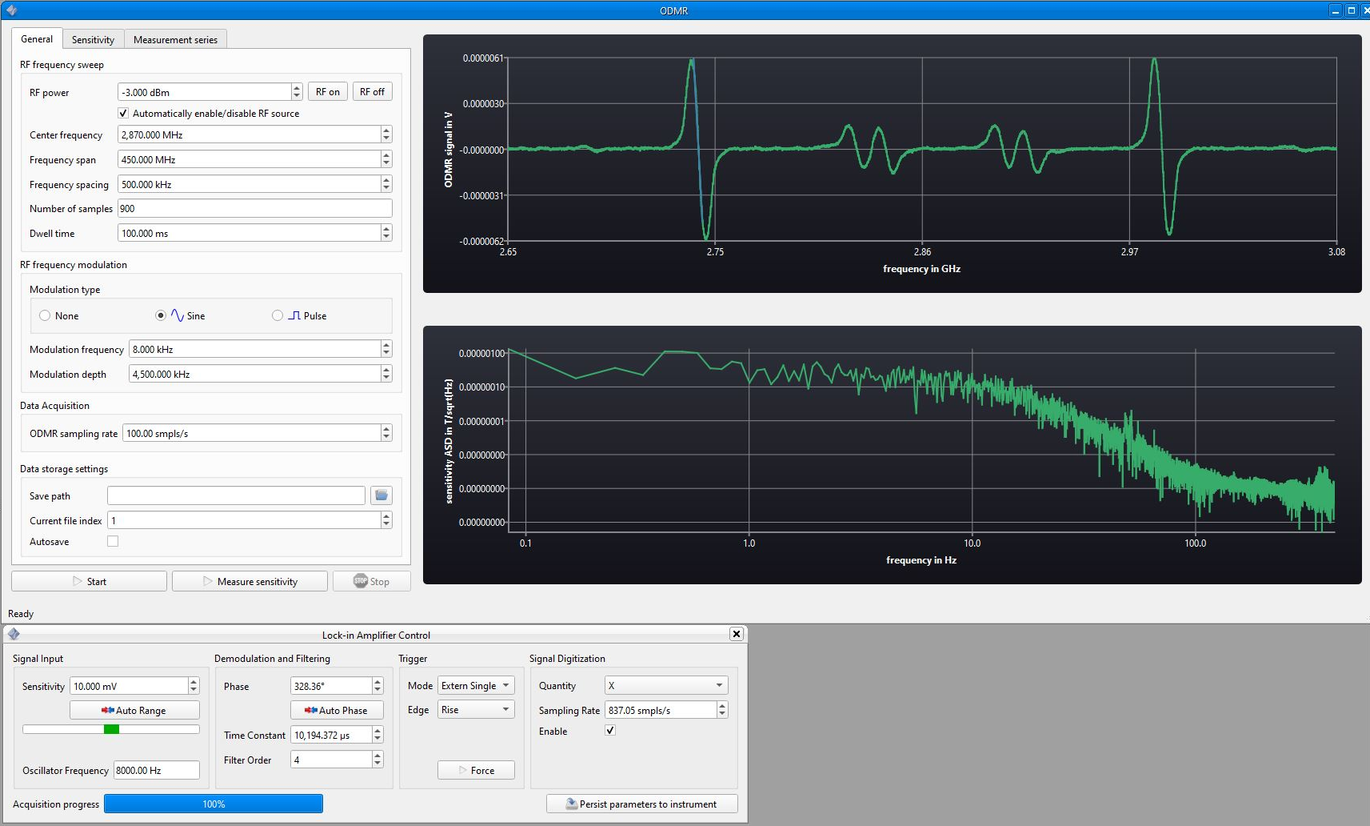 ODMR
General Sensitivity Measurement series
RF frequency sweep
RF power -3.000 dBm RF on RF off
Automatically enable/disable RF source
Center frequency 2,870.000 MHz
Frequency span 450.000 MHz
Frequency spacing 500.000 kHz
Number of samples 900
Dwell time 100.000 ms
RF frequency modulation
Modulation type
None Sine Pulse
Modulation frequency 8.000 kHz
Modulation depth 4,500.000 kHz
Data Acquisition
ODMR sampling rate 100.00 smpls/s
Data storage settings
Save path
Current file index 1
Autosave
Start Measure sensitivity STOP Stop
Ready
ODMR signal in V
0.0000061
0.0000030
-0.0000000
-0.0000031
-0.0000062
2.65 2.75 2.86 2.97 3.08
frequency in GHz
sensitivity ASD in T/sqrt(Hz)
0.00000100
0.00000010
0.00000001
0.00000000
0.00000000
0.00000000
0.1 1.0 10.0 100.0
frequency in Hz
Lock-in Amplifier Control
Signal Input
Sensitivity 10.000 mV
Auto Range
Oscillator Frequency 8000.00 Hz
Demodulation and Filtering
Phase 328.36°
Auto Phase
Time Constant 10,194.372 µs
Filter Order 4
Trigger
Mode Extern Single
Edge Rise
Force
Signal Digitization
Quantity X
Sampling Rate 837.05 smpls/s
Enable
Acquisition progress 100%
Persist parameters to instrument